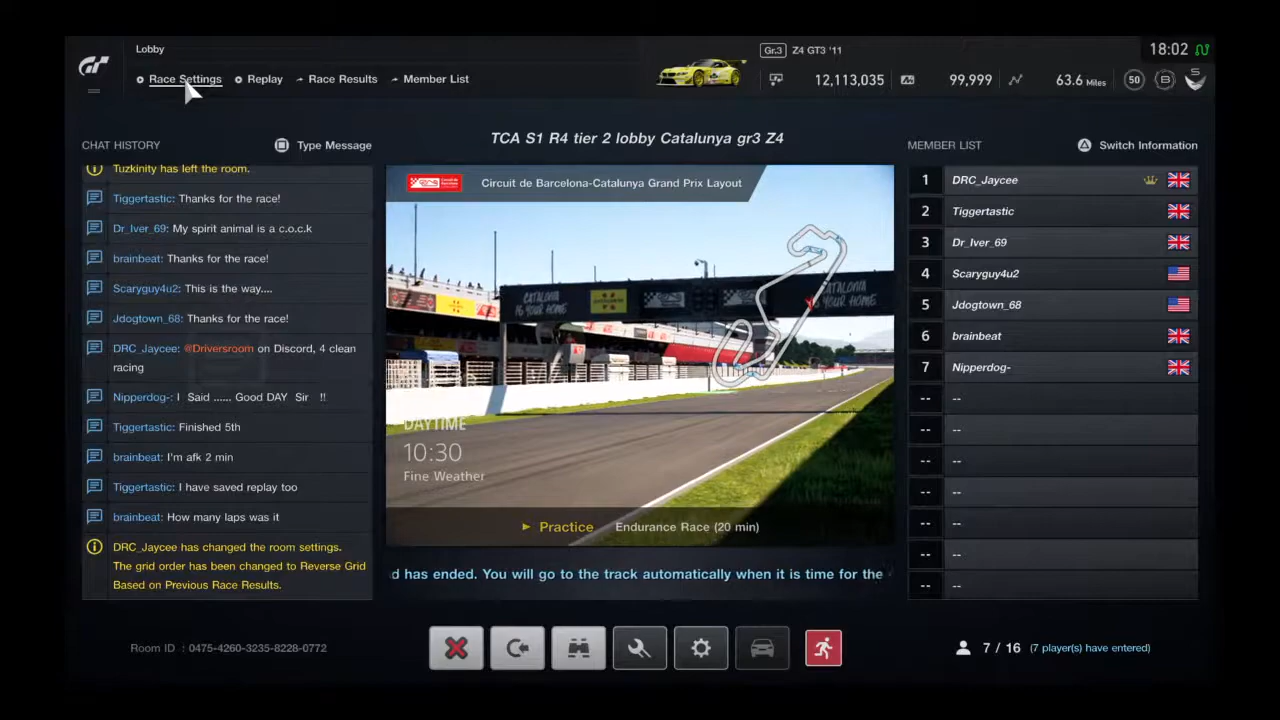 Lobby
Race Settings
Replay
Race Results
Member List
Gr.3 Z4 GT3 '11
12,113,035
99,999
63.6 Miles
50
B
S
18:02
TCA S1 R4 tier 2 lobby Catalunya gr3 Z4
CHAT HISTORY
Type Message
Tuzkinity has left the room.
Tiggertastic: Thanks for the race!
Dr_Iver_69: My spirit animal is a c.o.c.k
brainbeat: Thanks for the race!
Scaryguy4u2: This is the way....
Jdogtown_68: Thanks for the race!
DRC_Jaycee: @Driversroom on Discord, 4 clean
racing
Nipperdog-: I Said ...... Good DAY Sir !!
Tiggertastic: Finished 5th
brainbeat: I'm afk 2 min
Tiggertastic: I have saved replay too
brainbeat: How many laps was it
DRC_Jaycee has changed the room settings.
The grid order has been changed to Reverse Grid
Based on Previous Race Results.
Circuit de Barcelona-Catalunya Grand Prix Layout
CATALONIA
IS YOUR HOME
CATALONIA
IS YOUR HOME
DAYTIME
10:30
Fine Weather
Practice Endurance Race (20 min)
d has ended. You will go to the track automatically when it is time for the
MEMBER LIST
Switch Information
1 DRC_Jaycee
2 Tiggertastic
3 Dr_Iver_69
4 Scaryguy4u2
5 Jdogtown_68
6 brainbeat
7 Nipperdog-
-- --
-- --
-- --
-- --
-- --
-- --
-- --
Room ID : 0475-4260-3235-8228-0772
7 / 16 (7 player(s) have entered)